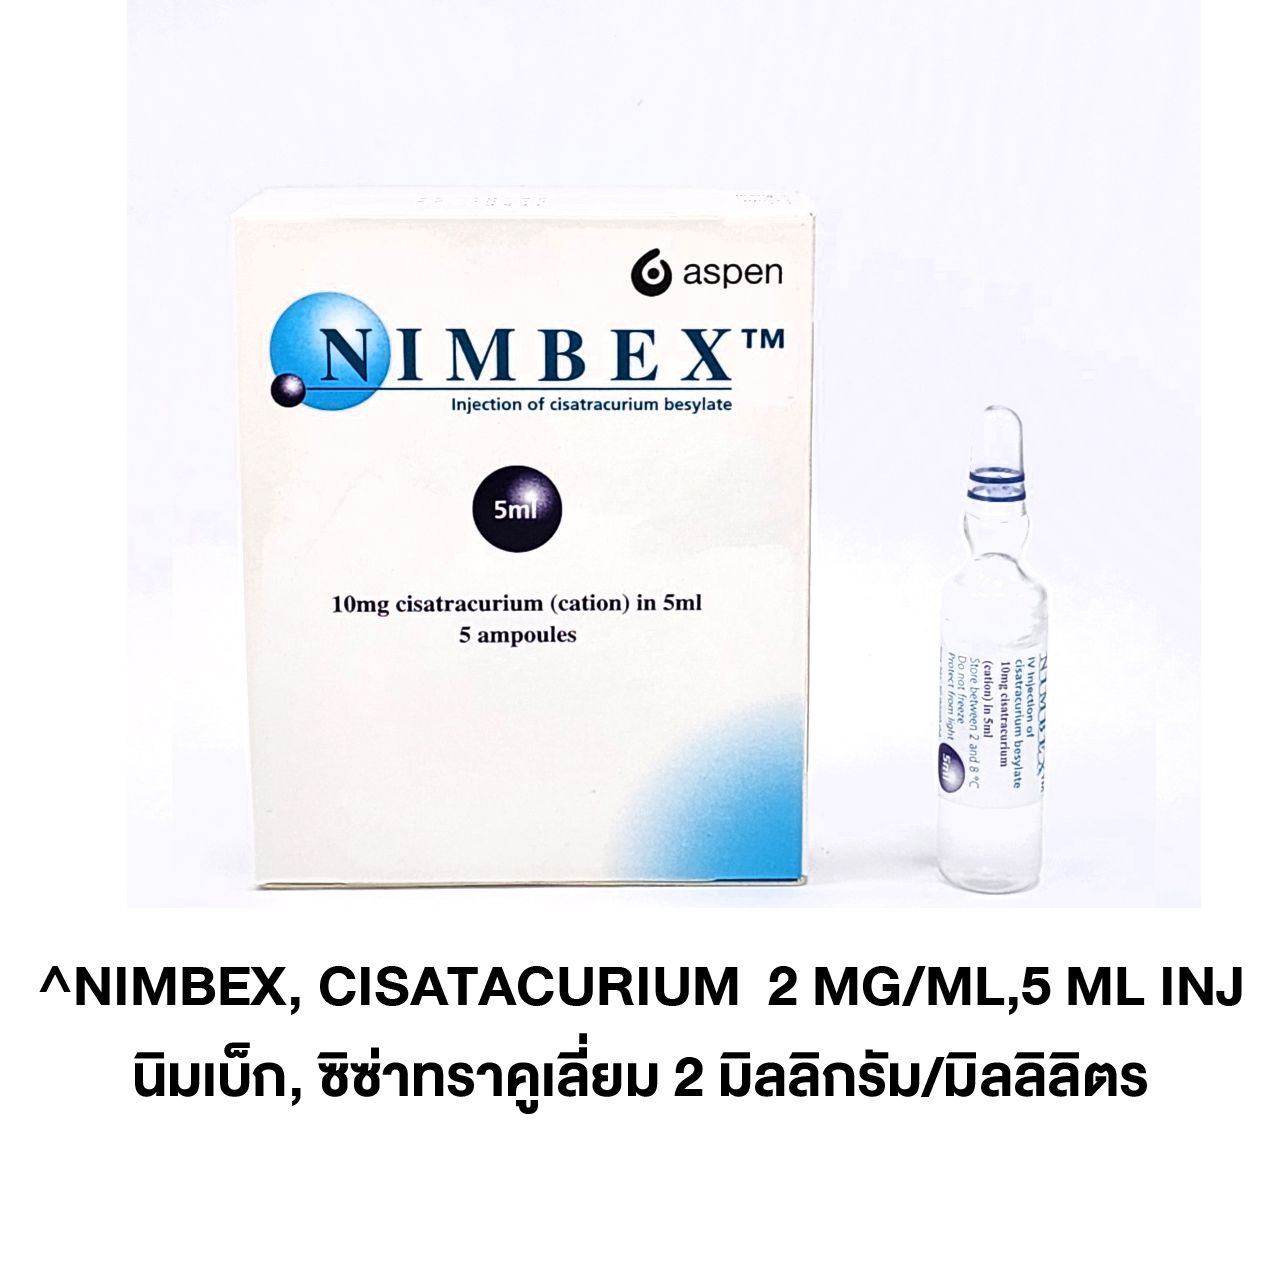 aspen
NIMBEX™
Injection of cisatracurium besylate
5ml
10mg cisatracurium (cation) in 5ml
5 ampoules
NIMBEX™
IV Injection of
cisatracurium besylate
10mg cisatracurium
(cation) in 5ml
Store between 2 and 8 °C
Do not freeze
Protect from light
5ml
^NIMBEX, CISATACURIUM 2 MG/ML,5 ML INJ
นิมเบ็ก, ซิซ่าทราคูเลี่ยม 2 มิลลิกรัม/มิลลิลิตร